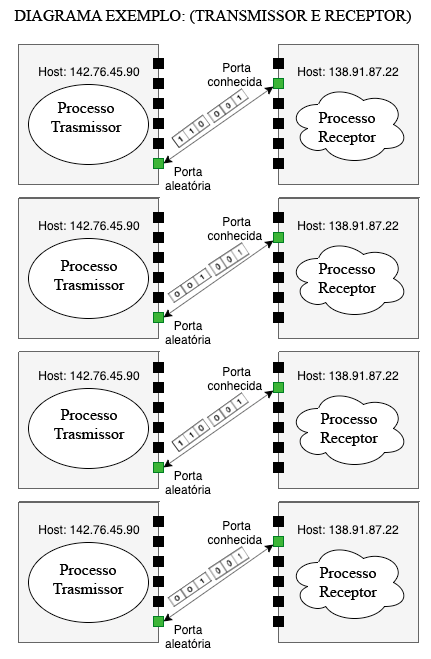 DIAGRAMA EXEMPLO: (TRANSMISSOR E RECEPTOR)
Host: 142.76.45.90
Processo
Trasmissor
Porta
conhecida
1 1 0 0 0 1
Porta
aleatória
Host: 138.91.87.22
Processo
Receptor
Host: 142.76.45.90
Processo
Trasmissor
Porta
conhecida
0 0 1 0 0 1
Porta
aleatória
Host: 138.91.87.22
Processo
Receptor
Host: 142.76.45.90
Processo
Trasmissor
Porta
conhecida
1 1 0 0 0 1
Porta
aleatória
Host: 138.91.87.22
Processo
Receptor
Host: 142.76.45.90
Processo
Trasmissor
Porta
conhecida
0 0 1 0 0 1
Porta
aleatória
Host: 138.91.87.22
Processo
Receptor